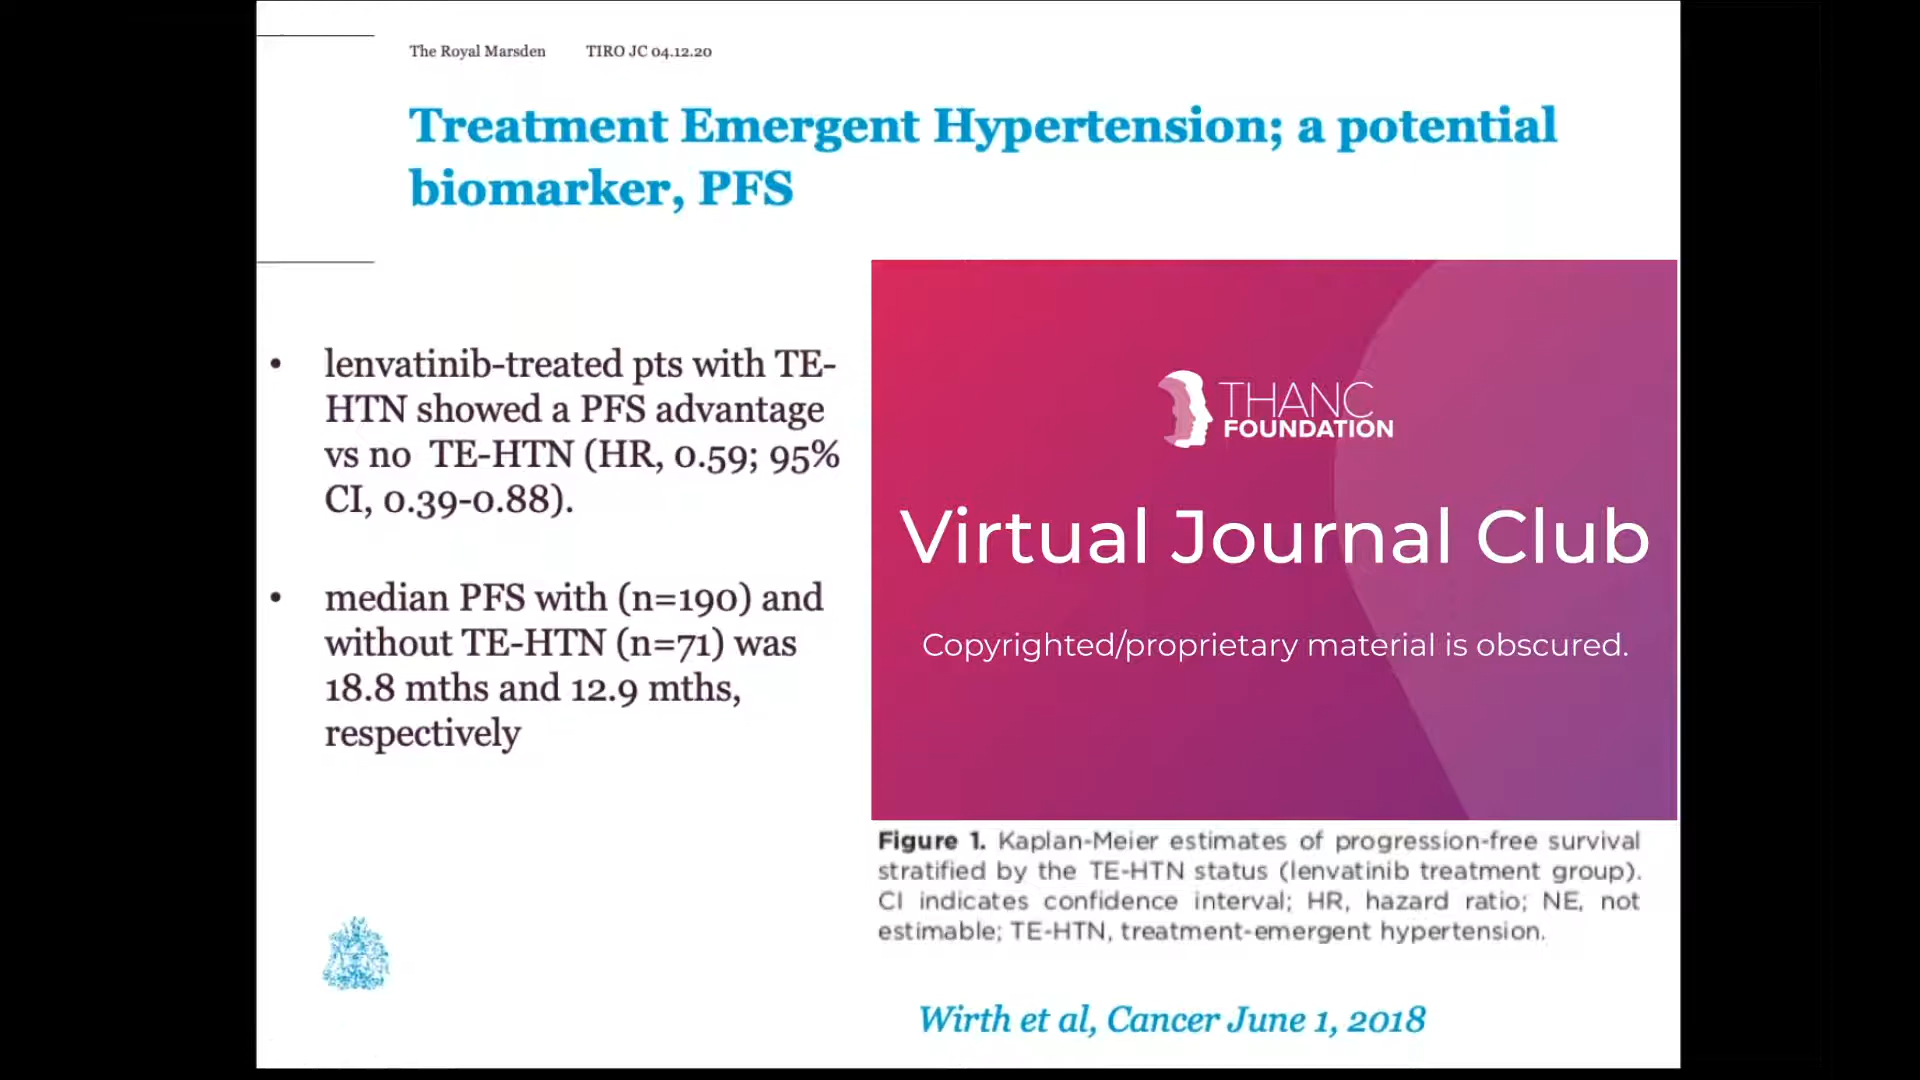 The Royal Marsden TIRO JC 04.12.20
Treatment Emergent Hypertension; a potential
biomarker, PFS
• lenvatinib-treated pts with TE-
HTN showed a PFS advantage
vs no TE-HTN (HR, 0.59; 95%
CI, 0.39-0.88).
• median PFS with (n=190) and
without TE-HTN (n=71) was
18.8 mths and 12.9 mths,
respectively
THANC
FOUNDATION
Virtual Journal Club
Copyrighted/proprietary material is obscured.
Figure 1. Kaplan-Meier estimates of progression-free survival
stratified by the TE-HTN status (lenvatinib treatment group).
CI indicates confidence interval; HR, hazard ratio; NE, not
estimable; TE-HTN, treatment-emergent hypertension.
Wirth et al, Cancer June 1, 2018